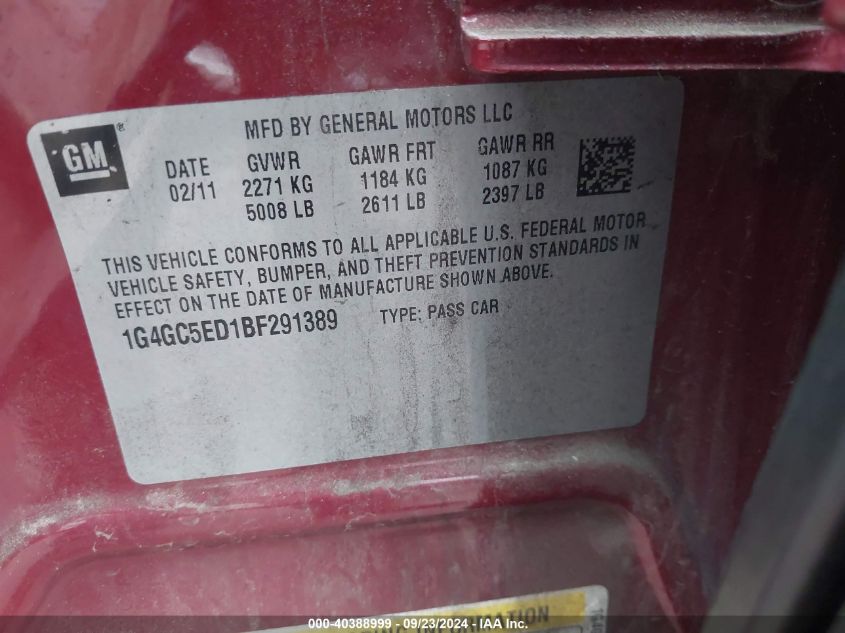 GM
MFD BY GENERAL MOTORS LLC
DATE GVWR GAWR FRT GAWR RR
02/11 2271 KG 1184 KG 1087 KG
5008 LB 2611 LB 2397 LB
THIS VEHICLE CONFORMS TO ALL APPLICABLE U.S. FEDERAL MOTOR
VEHICLE SAFETY, BUMPER, AND THEFT PREVENTION STANDARDS IN
EFFECT ON THE DATE OF MANUFACTURE SHOWN ABOVE.
1G4GC5ED1BF291389 TYPE: PASS CAR
INFORMATION
000-40388999 - 09/23/2024 - IAA Inc.